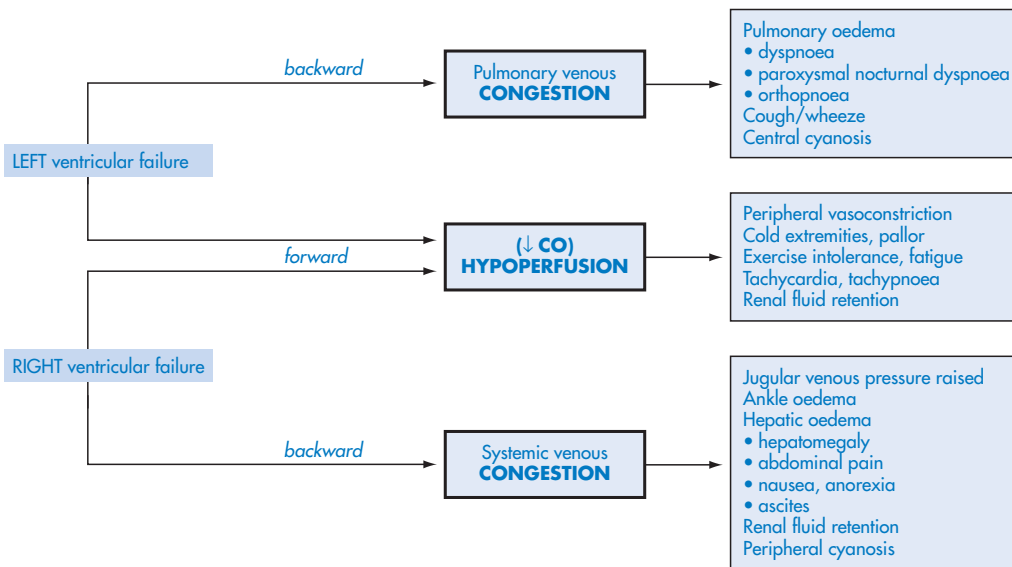 backward
Pulmonary venous
CONGESTION
Pulmonary oedema
• dyspnoea
• paroxysmal nocturnal dyspnoea
• orthopnoea
Cough/wheeze
Central cyanosis
LEFT ventricular failure
forward
(↓ CO)
HYPOPERFUSION
Peripheral vasoconstriction
Cold extremities, pallor
Exercise intolerance, fatigue
Tachycardia, tachypnoea
Renal fluid retention
RIGHT ventricular failure
backward
Systemic venous
CONGESTION
Jugular venous pressure raised
Ankle oedema
Hepatic oedema
• hepatomegaly
• abdominal pain
• nausea, anorexia
• ascites
Renal fluid retention
Peripheral cyanosis